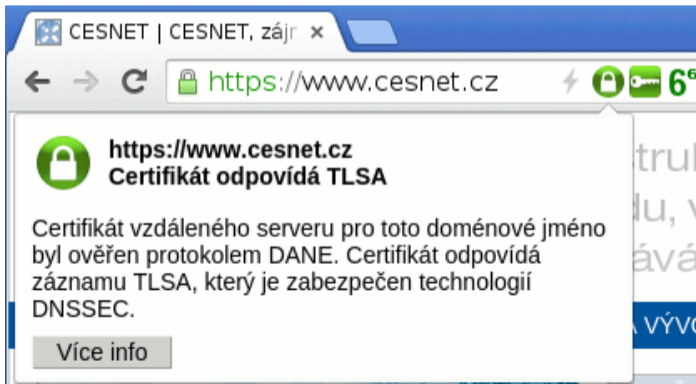 CESNET | CESNET, zájr
https://www.cesnet.cz
6
https://www.cesnet.cz
Certifikát odpovídá TLSA
Certifikát vzdáleného serveru pro toto doménové jméno
byl ověřen protokolem DANE. Certifikát odpovídá
záznamu TLSA, který je zabezpečen technologií
DNSSEC.
Více info